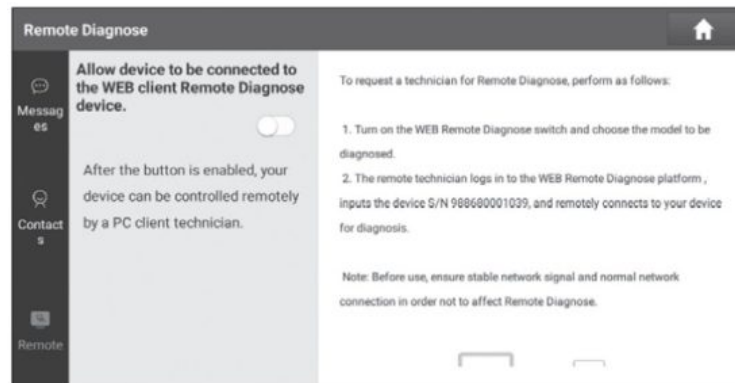 Remote Diagnose
Messag
es
Contact
s
Remote
Allow device to be connected to
the WEB client Remote Diagnose
device.
After the button is enabled, your
device can be controlled remotely
by a PC client technician.
To request a technician for Remote Diagnose, perform as follows:
1. Turn on the WEB Remote Diagnose switch and choose the model to be
diagnosed.
2. The remote technician logs in to the WEB Remote Diagnose platform ,
inputs the device S/N 988680001039, and remotely connects to your device
for diagnosis.
Note: Before use, ensure stable network signal and normal network
connection in order not to affect Remote Diagnose.